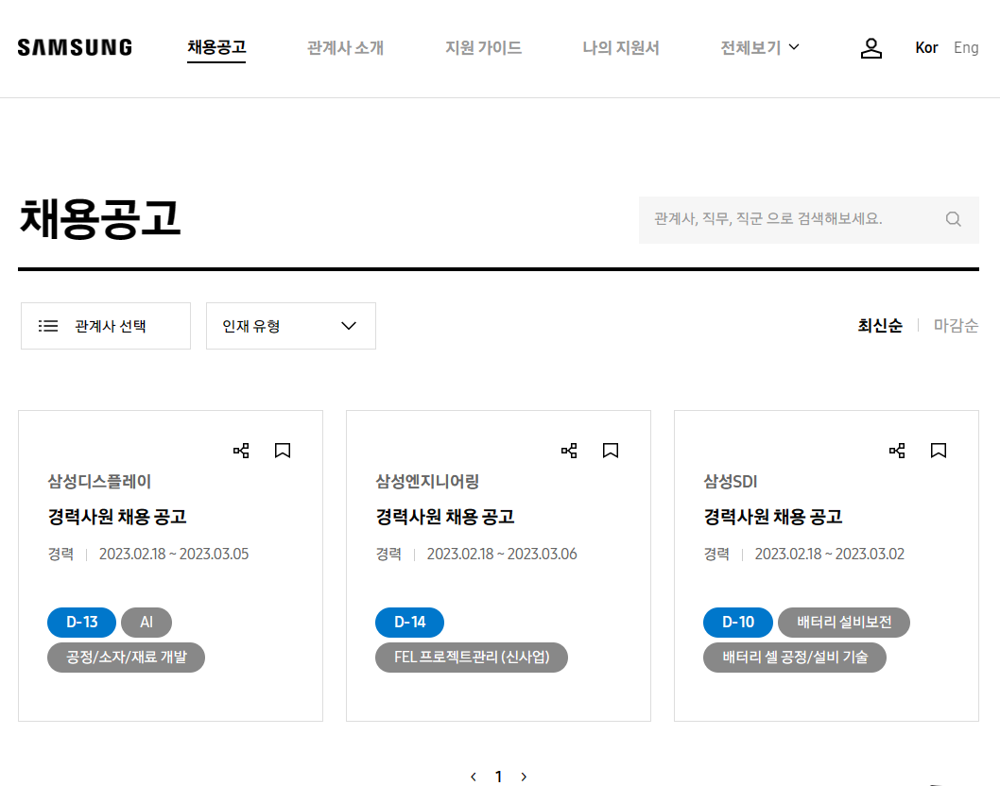 SAMSUNG 채용공고 관계사 소개 지원 가이드 나의 지원서 전체보기 Kor Eng
채용공고
관계사, 직무, 직군 으로 검색해보세요.
관계사 선택 인재 유형 최신순 마감순
삼성디스플레이
경력사원 채용 공고
경력 2023.02.18 ~ 2023.03.05
D-13 AI
공정/소자/재료 개발
삼성엔지니어링
경력사원 채용 공고
경력 2023.02.18 ~ 2023.03.06
D-14
FEL 프로젝트관리 (신사업)
삼성SDI
경력사원 채용 공고
경력 2023.02.18 ~ 2023.03.02
D-10 배터리 설비보전
배터리 셀 공정/설비 기술
‹ 1 ›